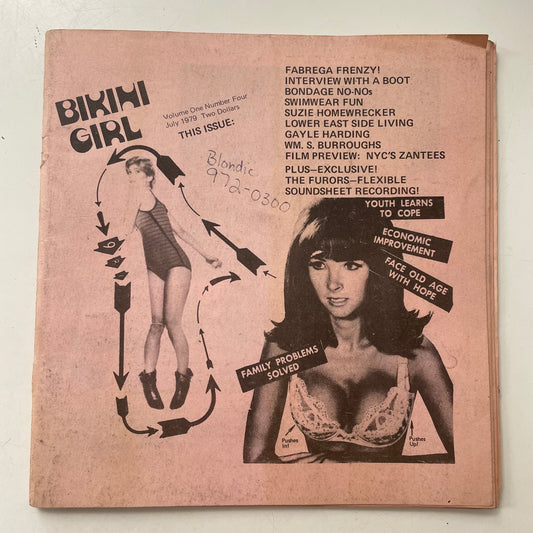 BIKINI
GIRL
Volume One Number Four
July 1979 Two Dollars
THIS ISSUE:
Blondie
972-0300
FABREGA FRENZY!
INTERVIEW WITH A BOOT
BONDAGE NO-NOs
SWIMWEAR FUN
SUZIE HOMEWRECKER
LOWER EAST SIDE LIVING
GAYLE HARDING
WM. S. BURROUGHS
FILM PREVIEW: NYC'S ZANTEES
PLUS—EXCLUSIVE!
THE FURORS—FLEXIBLE
SOUNDSHEET RECORDING!
YOUTH LEARNS
TO COPE
ECONOMIC
IMPROVEMENT
FACE OLD AGE
WITH HOPE
FAMILY PROBLEMS
SOLVED
Pushes
In!
Pushes
Up!